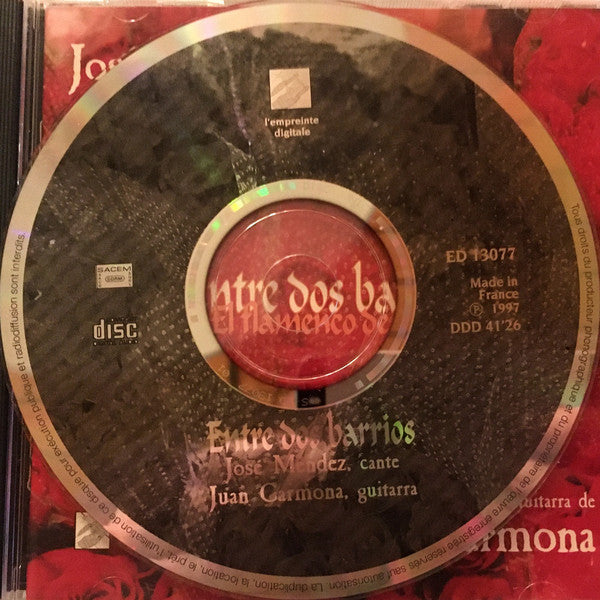 José
l'empreinte
digitale
SACEM
SDRM
disc
ED 13077
Made in
France
℗ 1997
DDD 41'26
ntre dos ba
El flamenco de
Entre dos barrios
José Méndez, cante
Juan Carmona, guitarra
guitarra de
armona
Tous droits du producteur phonographique et du propriétaire de l'œuvre enregistrée réservés sauf autorisation. La duplication, la location, le prêt, l'utilisation de ce disque pour exécution publique et radiodiffusion sont interdits.